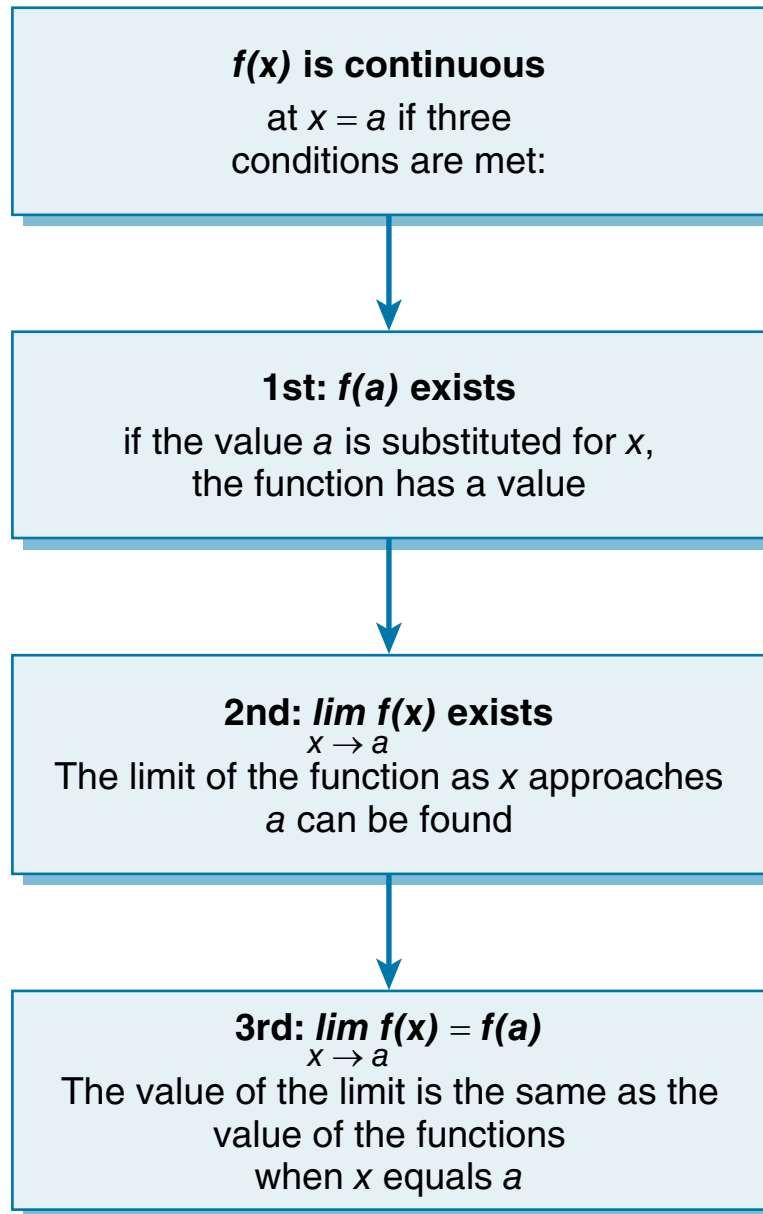 f(x) is continuous
at x = a if three
conditions are met:
1st: f(a) exists
if the value a is substituted for x,
the function has a value
2nd: lim f(x) exists
x → a
The limit of the function as x approaches
a can be found
3rd: lim f(x) = f(a)
x → a
The value of the limit is the same as the
value of the functions
when x equals a